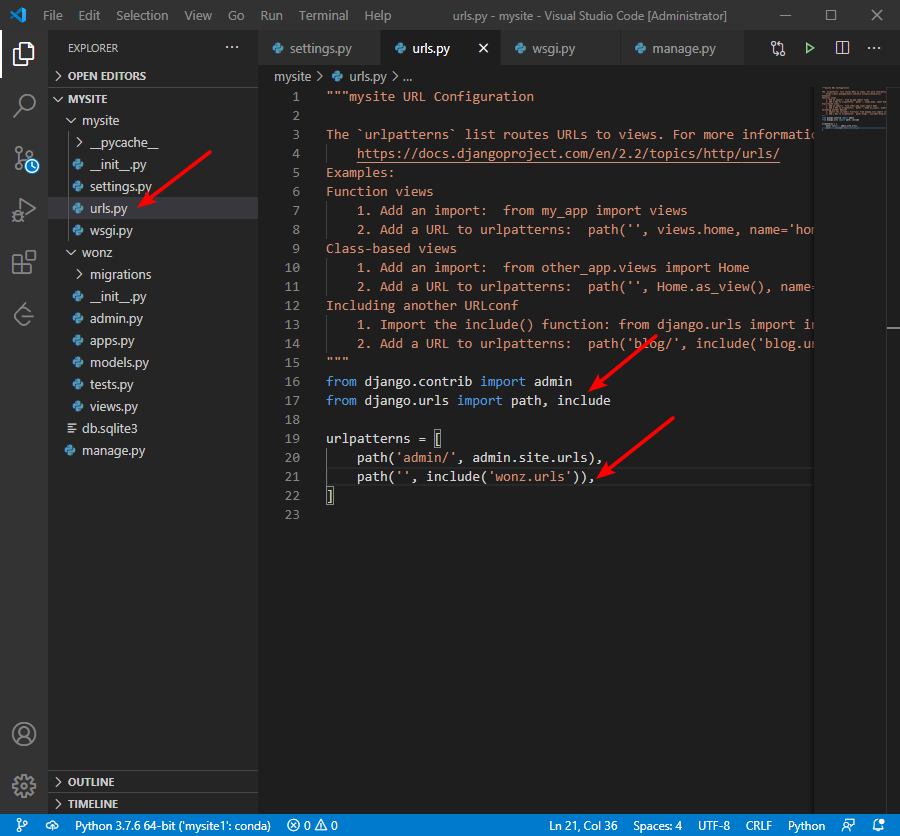 File Edit Selection View Go Run Terminal Help urls.py - mysite - Visual Studio Code [Administrator]
EXPLORER
OPEN EDITORS
MYSITE
mysite
__pycache__
__init__.py
settings.py
urls.py
wsgi.py
wonz
migrations
__init__.py
admin.py
apps.py
models.py
tests.py
views.py
db.sqlite3
manage.py
OUTLINE
TIMELINE
settings.py urls.py wsgi.py manage.py
mysite > urls.py > ...
1 """mysite URL Configuration
2
3 The `urlpatterns` list routes URLs to views. For more informatio
4 https://docs.djangoproject.com/en/2.2/topics/http/urls/
5 Examples:
6 Function views
7 1. Add an import:  from my_app import views
8 2. Add a URL to urlpatterns:  path('', views.home, name='hom
9 Class-based views
10 1. Add an import:  from other_app.views import Home
11 2. Add a URL to urlpatterns:  path('', Home.as_view(), name=
12 Including another URLconf
13 1. Import the include() function: from django.urls import in
14 2. Add a URL to urlpatterns:  path('blog/', include('blog.ur
15 """
16 from django.contrib import admin
17 from django.urls import path, include
18
19 urlpatterns = [
20 path('admin/', admin.site.urls),
21 path('', include('wonz.urls')),
22 ]
23
Python 3.7.6 64-bit ('mysite1': conda) 0 0 Ln 21, Col 36 Spaces: 4 UTF-8 CRLF Python